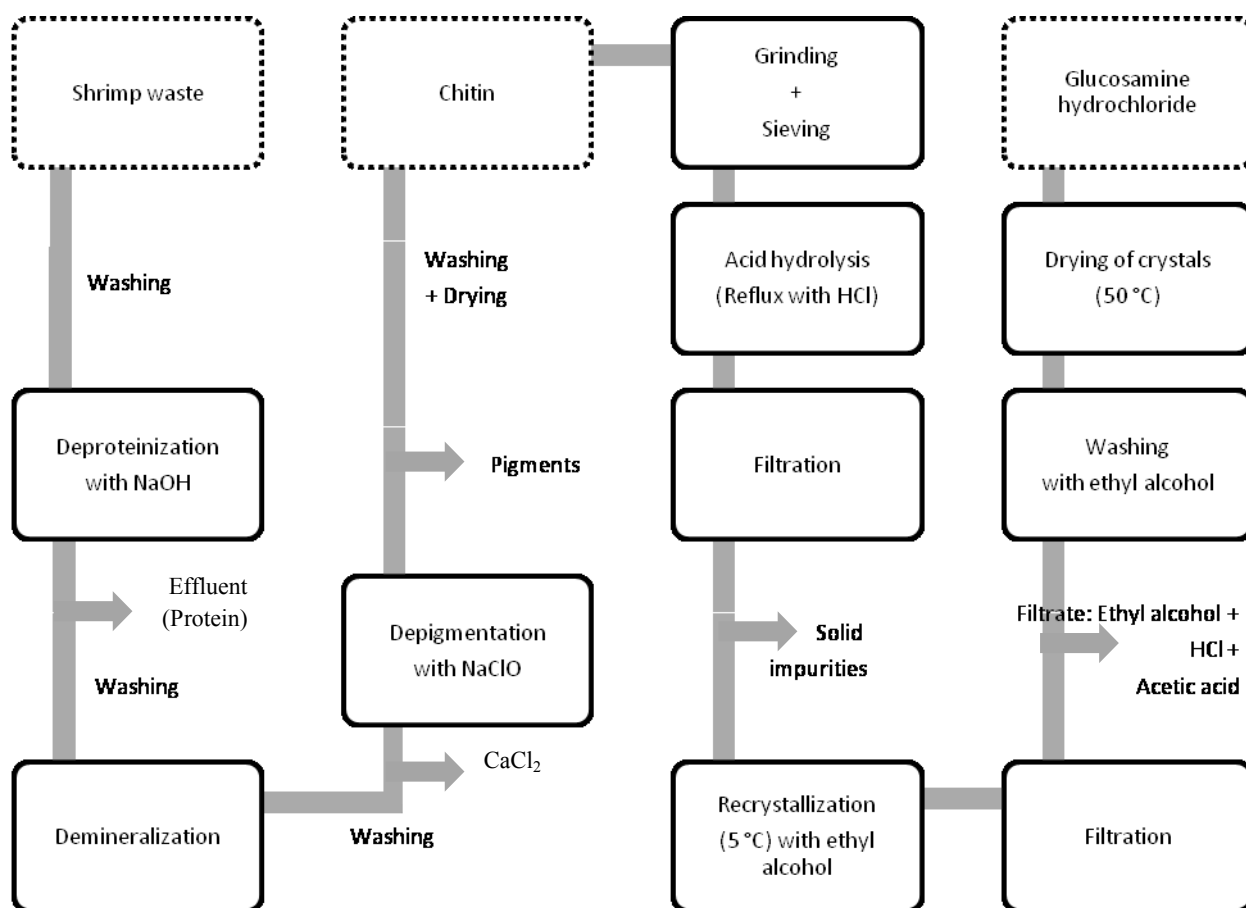 Shrimp waste
Washing
Deproteinization
with NaOH
Effluent
(Protein)
Washing
Demineralization
Washing
CaCl₂
Depigmentation
with NaClO
Pigments
Washing
+ Drying
Chitin
Grinding
+
Sieving
Acid hydrolysis
(Reflux with HCl)
Filtration
Solid
impurities
Recrystallization
(5 °C) with ethyl
alcohol
Filtration
Filtrate: Ethyl alcohol +
HCl +
Acetic acid
Washing
with ethyl alcohol
Drying of crystals
(50 °C)
Glucosamine
hydrochloride